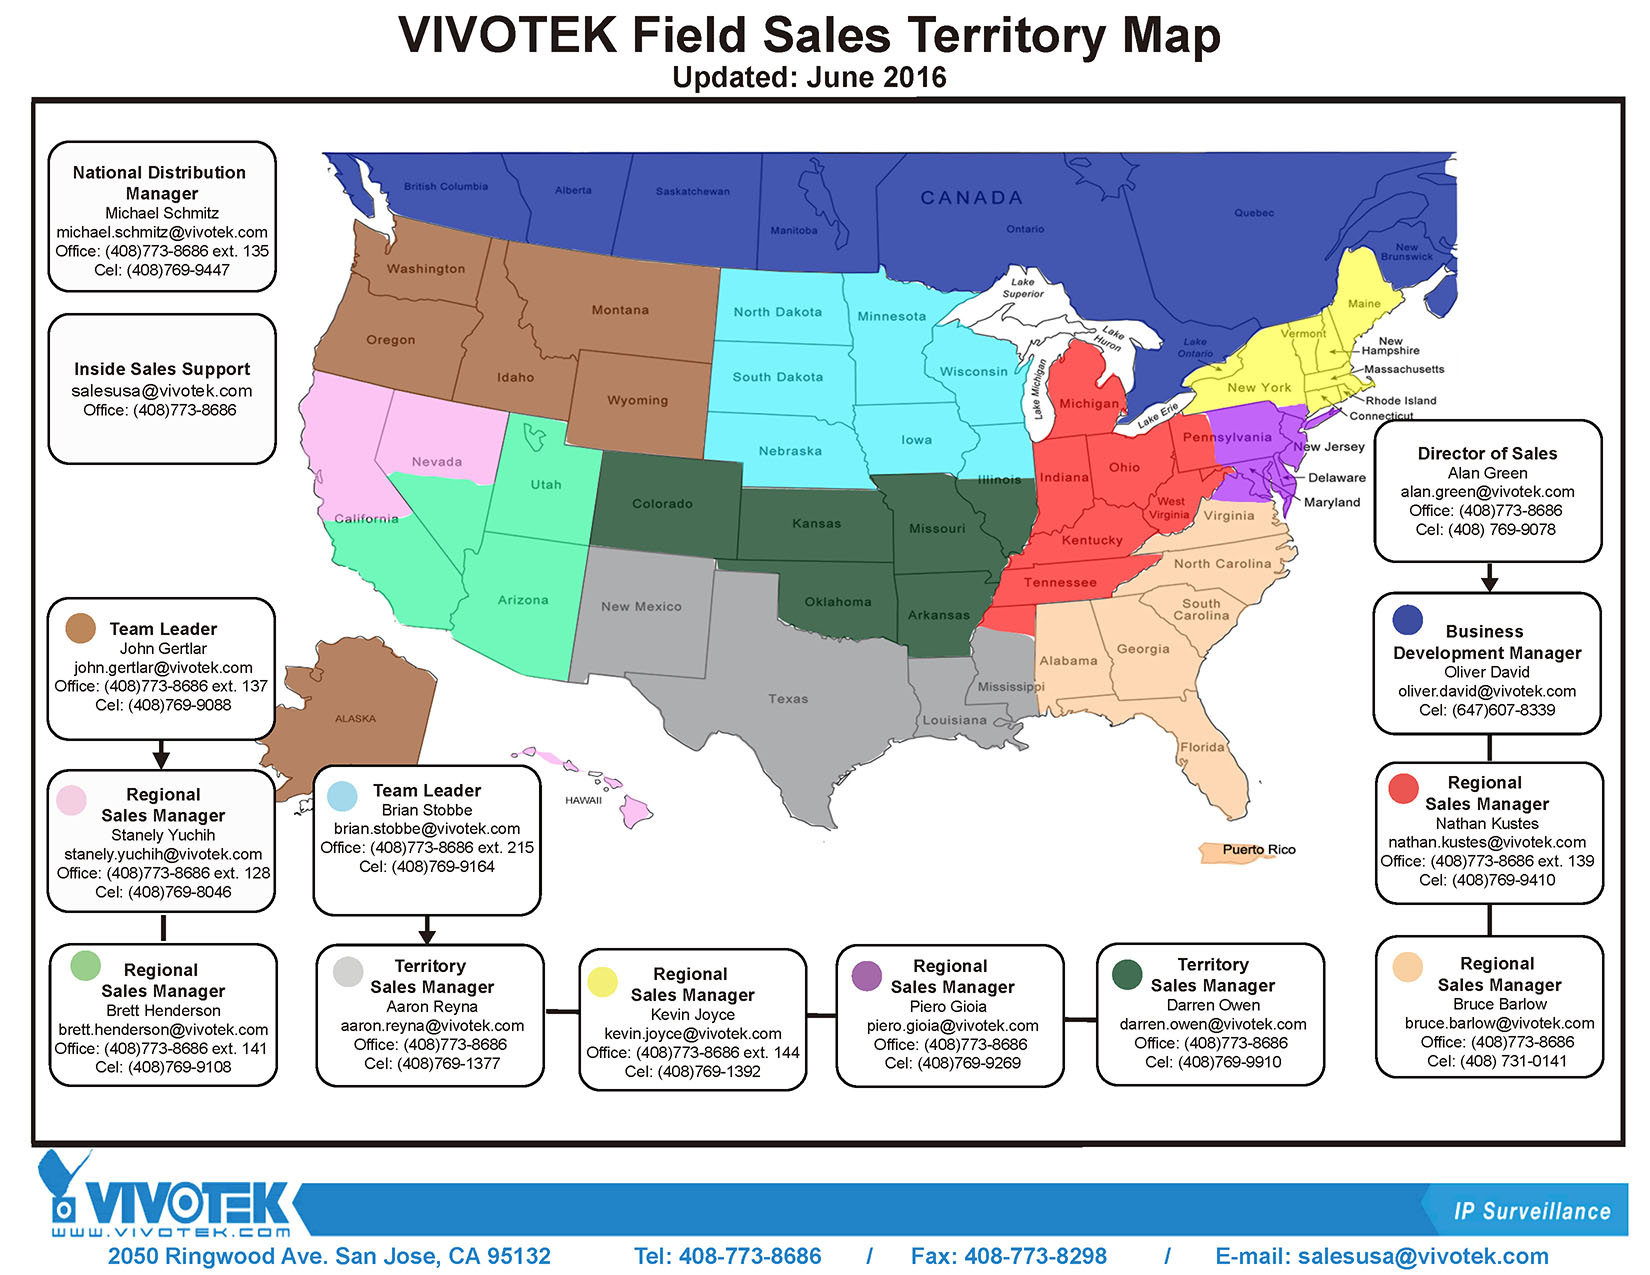 VIVOTEK Field Sales Territory Map
Updated: June 2016
National Distribution
Manager
Michael Schmitz
michael.schmitz@vivotek.com
Office: (408)773-8686 ext. 135
Cel: (408)769-9447
Inside Sales Support
salesusa@vivotek.com
Office: (408)773-8686
British Columbia
Alberta
Saskatchewan
Manitoba
CANADA
Ontario
Quebec
New
Brunswick
Washington
Oregon
Idaho
Montana
Wyoming
North Dakota
South Dakota
Nebraska
Minnesota
Wisconsin
Iowa
Illinois
Lake
Superior
Lake
Huron
Lake Michigan
Lake
Ontario
Lake Erie
Michigan
Indiana
Ohio
West
Virginia
Kentucky
Tennessee
Pennsylvania
New York
Vermont
Maine
New
Hampshire
Massachusetts
Rhode Island
Connecticut
New Jersey
Delaware
Maryland
Virginia
North Carolina
South
Carolina
Georgia
Alabama
Florida
Mississippi
Louisiana
Texas
New Mexico
Oklahoma
Arkansas
Missouri
Kansas
Colorado
Utah
Arizona
Nevada
California
ALASKA
HAWAII
Puerto Rico
Director of Sales
Alan Green
alan.green@vivotek.com
Office: (408)773-8686
Cel: (408) 769-9078
Business
Development Manager
Oliver David
oliver.david@vivotek.com
Cel: (647)607-8339
Regional
Sales Manager
Nathan Kustes
nathan.kustes@vivotek.com
Office: (408)773-8686 ext. 139
Cel: (408)769-9410
Regional
Sales Manager
Bruce Barlow
bruce.barlow@vivotek.com
Office: (408)773-8686
Cel: (408) 731-0141
Team Leader
John Gertlar
john.gertlar@vivotek.com
Office: (408)773-8686 ext. 137
Cel: (408)769-9088
Regional
Sales Manager
Stanely Yuchih
stanely.yuchih@vivotek.com
Office: (408)773-8686 ext. 128
Cel: (408)769-8046
Regional
Sales Manager
Brett Henderson
brett.henderson@vivotek.com
Office: (408)773-8686 ext. 141
Cel: (408)769-9108
Team Leader
Brian Stobbe
brian.stobbe@vivotek.com
Office: (408)773-8686 ext. 215
Cel: (408)769-9164
Territory
Sales Manager
Aaron Reyna
aaron.reyna@vivotek.com
Office: (408)773-8686
Cel: (408)769-1377
Regional
Sales Manager
Kevin Joyce
kevin.joyce@vivotek.com
Office: (408)773-8686 ext. 144
Cel: (408)769-1392
Regional
Sales Manager
Piero Gioia
piero.gioia@vivotek.com
Office: (408)773-8686
Cel: (408)769-9269
Territory
Sales Manager
Darren Owen
darren.owen@vivotek.com
Office: (408)773-8686
Cel: (408)769-9910
VIVOTEK
WWW.VIVOTEK.COM
IP Surveillance
2050 Ringwood Ave. San Jose, CA 95132 Tel: 408-773-8686 / Fax: 408-773-8298 / E-mail: salesusa@vivotek.com